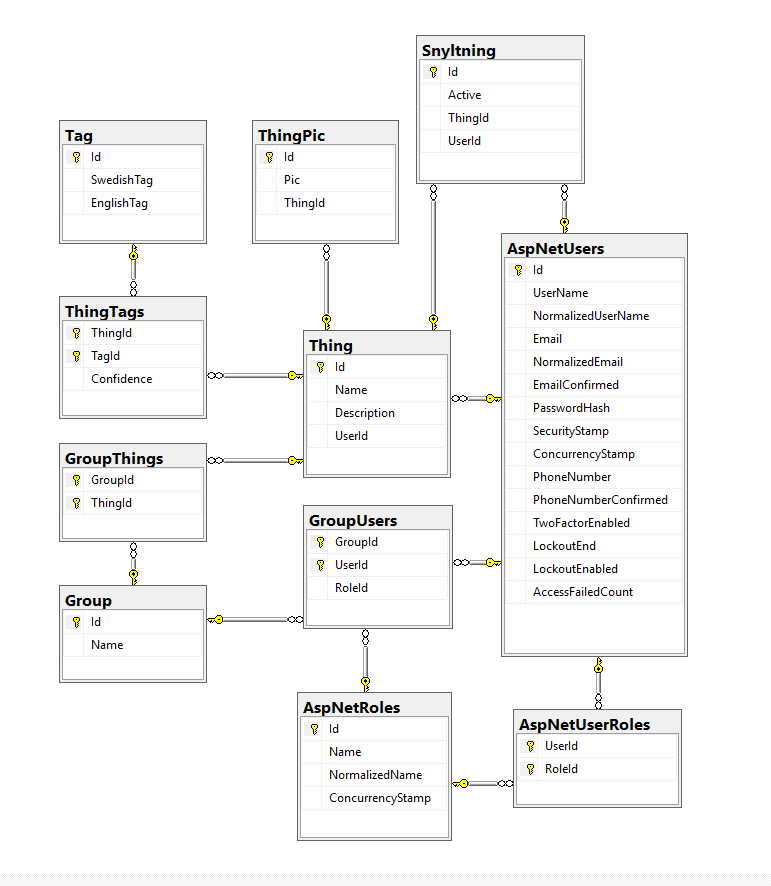 Snyltning
Id
Active
ThingId
UserId
Tag
Id
SwedishTag
EnglishTag
ThingPic
Id
Pic
ThingId
AspNetUsers
Id
UserName
NormalizedUserName
Email
NormalizedEmail
EmailConfirmed
PasswordHash
SecurityStamp
ConcurrencyStamp
PhoneNumber
PhoneNumberConfirmed
TwoFactorEnabled
LockoutEnd
LockoutEnabled
AccessFailedCount
ThingTags
ThingId
TagId
Confidence
Thing
Id
Name
Description
UserId
GroupThings
GroupId
ThingId
GroupUsers
GroupId
UserId
RoleId
Group
Id
Name
AspNetRoles
Id
Name
NormalizedName
ConcurrencyStamp
AspNetUserRoles
UserId
RoleId